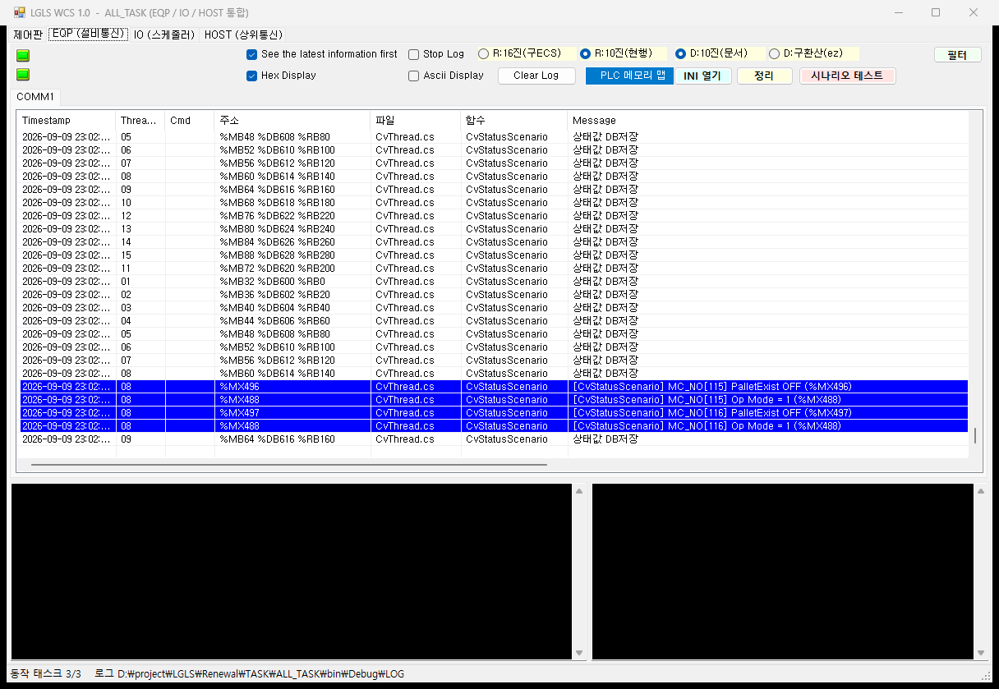 LGLS WCS 1.0 - ALL_TASK (EQP / IO / HOST 통합)
제어판 EQP (설비통신) IO (스케줄러) HOST (상위통신)
See the latest information first Stop Log R:16진(구ECS) R:10진(현행) D:10진(문서) D:구환산(ez) 필터
Hex Display Ascii Display Clear Log PLC 메모리 맵 INI 열기 정리 시나리오 테스트
COMM1
Timestamp Threa... Cmd 주소 파일 함수 Message
2026-09-09 23:02:... 05 %MB48 %DB608 %RB80 CvThread.cs CvStatusScenario 상태값 DB저장
2026-09-09 23:02:... 06 %MB52 %DB610 %RB100 CvThread.cs CvStatusScenario 상태값 DB저장
2026-09-09 23:02:... 07 %MB56 %DB612 %RB120 CvThread.cs CvStatusScenario 상태값 DB저장
2026-09-09 23:02:... 08 %MB60 %DB614 %RB140 CvThread.cs CvStatusScenario 상태값 DB저장
2026-09-09 23:02:... 09 %MB64 %DB616 %RB160 CvThread.cs CvStatusScenario 상태값 DB저장
2026-09-09 23:02:... 10 %MB68 %DB618 %RB180 CvThread.cs CvStatusScenario 상태값 DB저장
2026-09-09 23:02:... 12 %MB76 %DB622 %RB220 CvThread.cs CvStatusScenario 상태값 DB저장
2026-09-09 23:02:... 13 %MB80 %DB624 %RB240 CvThread.cs CvStatusScenario 상태값 DB저장
2026-09-09 23:02:... 14 %MB84 %DB626 %RB260 CvThread.cs CvStatusScenario 상태값 DB저장
2026-09-09 23:02:... 15 %MB88 %DB628 %RB280 CvThread.cs CvStatusScenario 상태값 DB저장
2026-09-09 23:02:... 11 %MB72 %DB620 %RB200 CvThread.cs CvStatusScenario 상태값 DB저장
2026-09-09 23:02:... 01 %MB32 %DB600 %RB0 CvThread.cs CvStatusScenario 상태값 DB저장
2026-09-09 23:02:... 02 %MB36 %DB602 %RB20 CvThread.cs CvStatusScenario 상태값 DB저장
2026-09-09 23:02:... 03 %MB40 %DB604 %RB40 CvThread.cs CvStatusScenario 상태값 DB저장
2026-09-09 23:02:... 04 %MB44 %DB606 %RB60 CvThread.cs CvStatusScenario 상태값 DB저장
2026-09-09 23:02:... 05 %MB48 %DB608 %RB80 CvThread.cs CvStatusScenario 상태값 DB저장
2026-09-09 23:02:... 06 %MB52 %DB610 %RB100 CvThread.cs CvStatusScenario 상태값 DB저장
2026-09-09 23:02:... 07 %MB56 %DB612 %RB120 CvThread.cs CvStatusScenario 상태값 DB저장
2026-09-09 23:02:... 08 %MB60 %DB614 %RB140 CvThread.cs CvStatusScenario 상태값 DB저장
2026-09-09 23:02:... 08 %MX496 CvThread.cs CvStatusScenario [CvStatusScenario] MC_NO[115] PalletExist OFF (%MX496)
2026-09-09 23:02:... 08 %MX488 CvThread.cs CvStatusScenario [CvStatusScenario] MC_NO[115] Op Mode = 1 (%MX488)
2026-09-09 23:02:... 08 %MX497 CvThread.cs CvStatusScenario [CvStatusScenario] MC_NO[116] PalletExist OFF (%MX497)
2026-09-09 23:02:... 08 %MX488 CvThread.cs CvStatusScenario [CvStatusScenario] MC_NO[116] Op Mode = 1 (%MX488)
2026-09-09 23:02:... 09 %MB64 %DB616 %RB160 CvThread.cs CvStatusScenario 상태값 DB저장
동작 태스크 3/3 로그 D:₩project₩LGLS₩Renewal₩TASK₩ALL_TASK₩bin₩Debug₩LOG